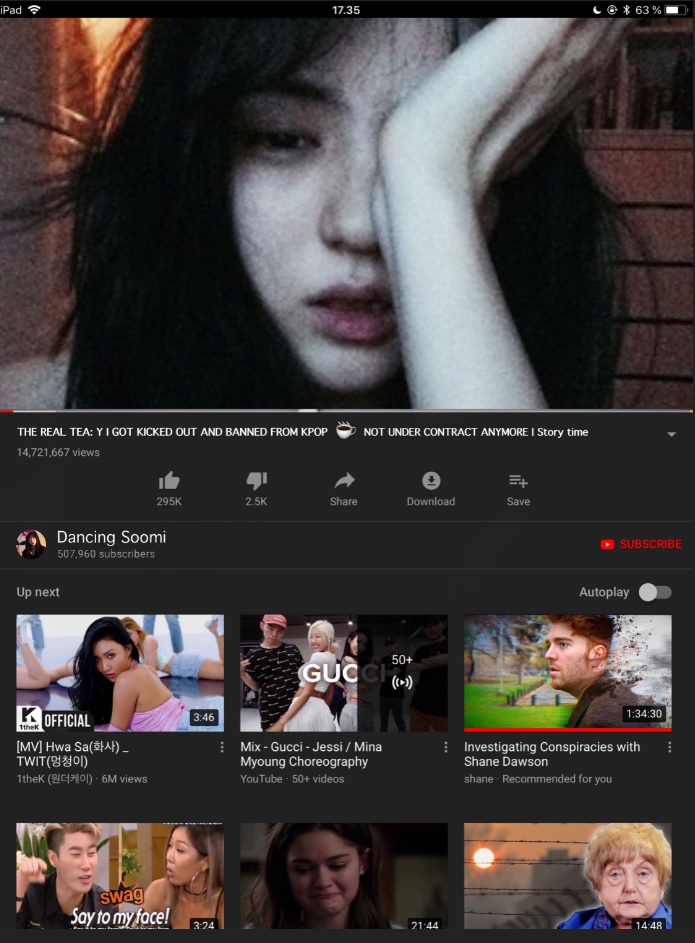 iPad 17.35 63 %
THE REAL TEA: Y I GOT KICKED OUT AND BANNED FROM KPOP ☕ NOT UNDER CONTRACT ANYMORE I Story time
14,721,667 views
295K 2.5K Share Download Save
Dancing Soomi
507,960 subscribers
SUBSCRIBE
Up next Autoplay
K
1theK
OFFICIAL
3:46
[MV] Hwa Sa(화사) _
TWIT(멍청이)
1theK (원더케이) · 6M views
GUCCI
50+
Mix - Gucci - Jessi / Mina
Myoung Choreography
YouTube · 50+ videos
1:34:30
Investigating Conspiracies with
Shane Dawson
shane · Recommended for you
swag
Say to my face!
3:24
21:44
14:48